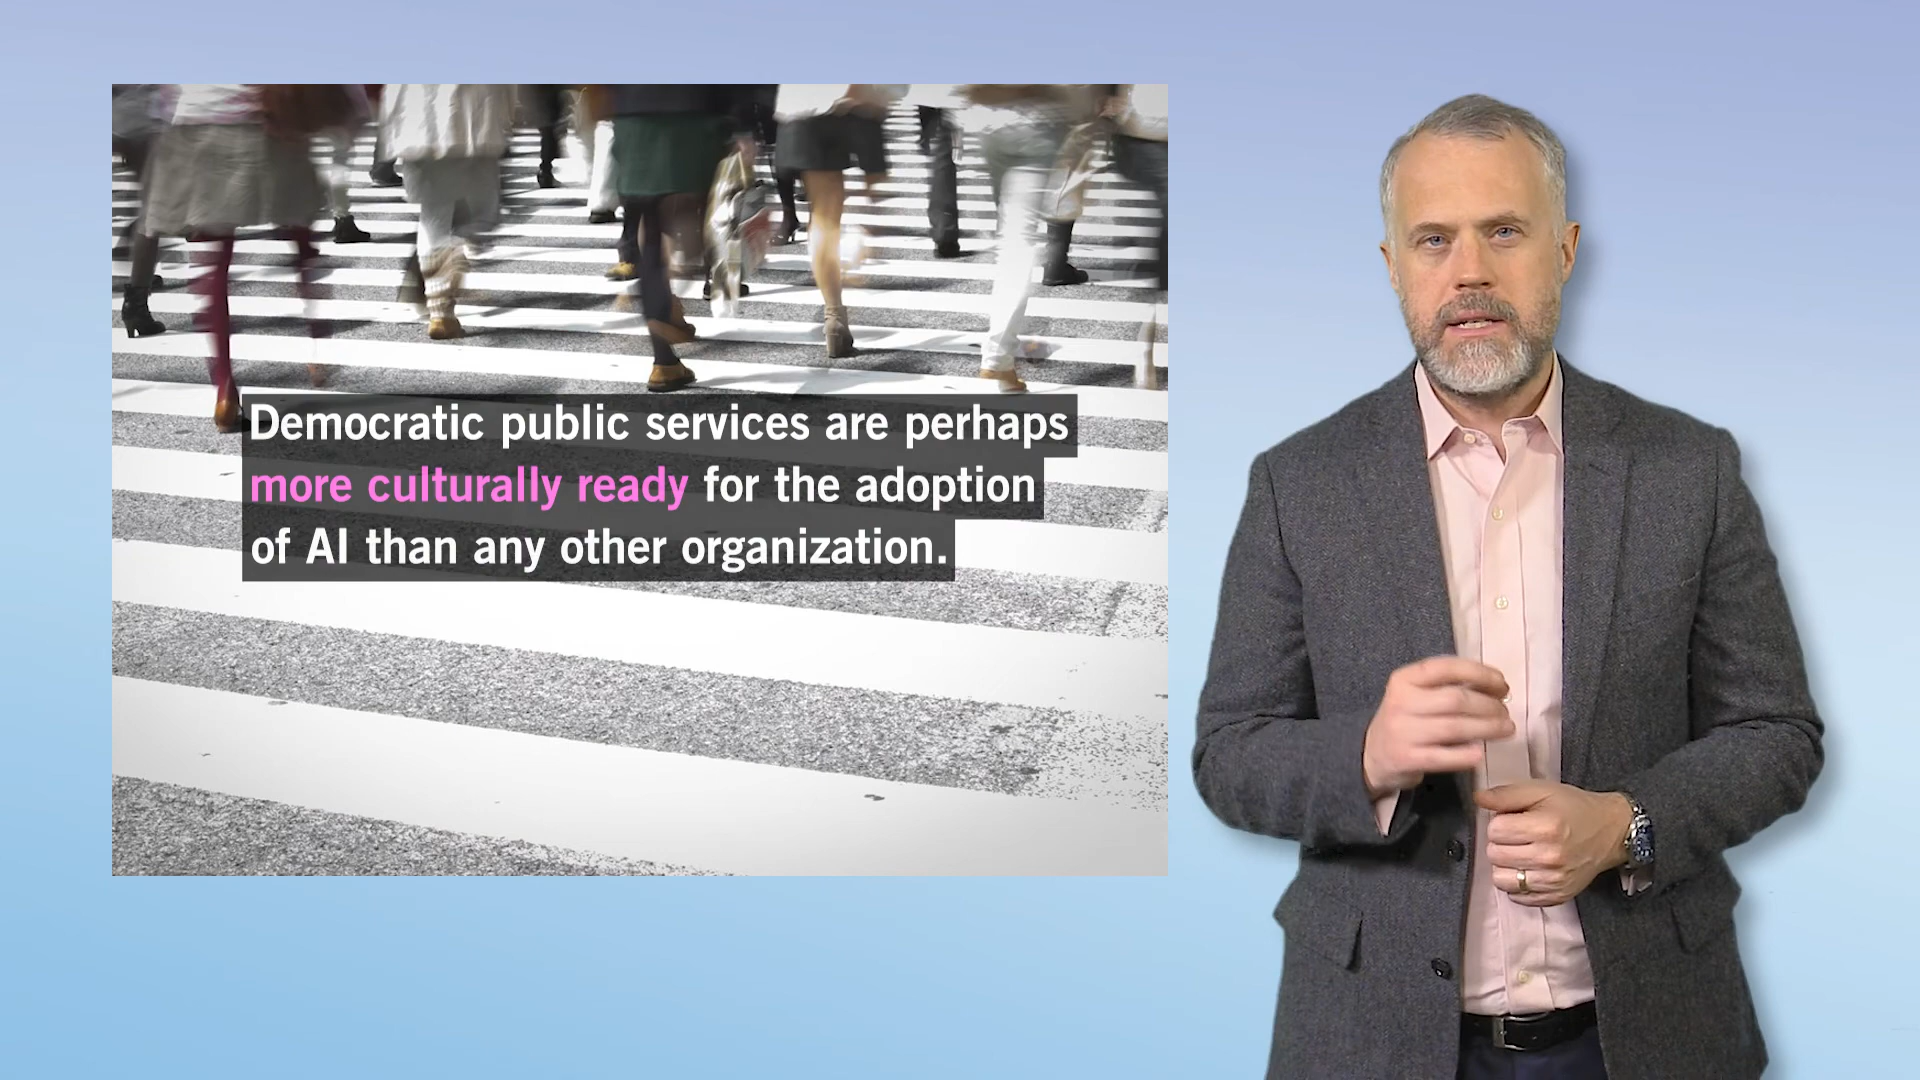 Democratic public services are perhaps
more culturally ready for the adoption
of AI than any other organization.